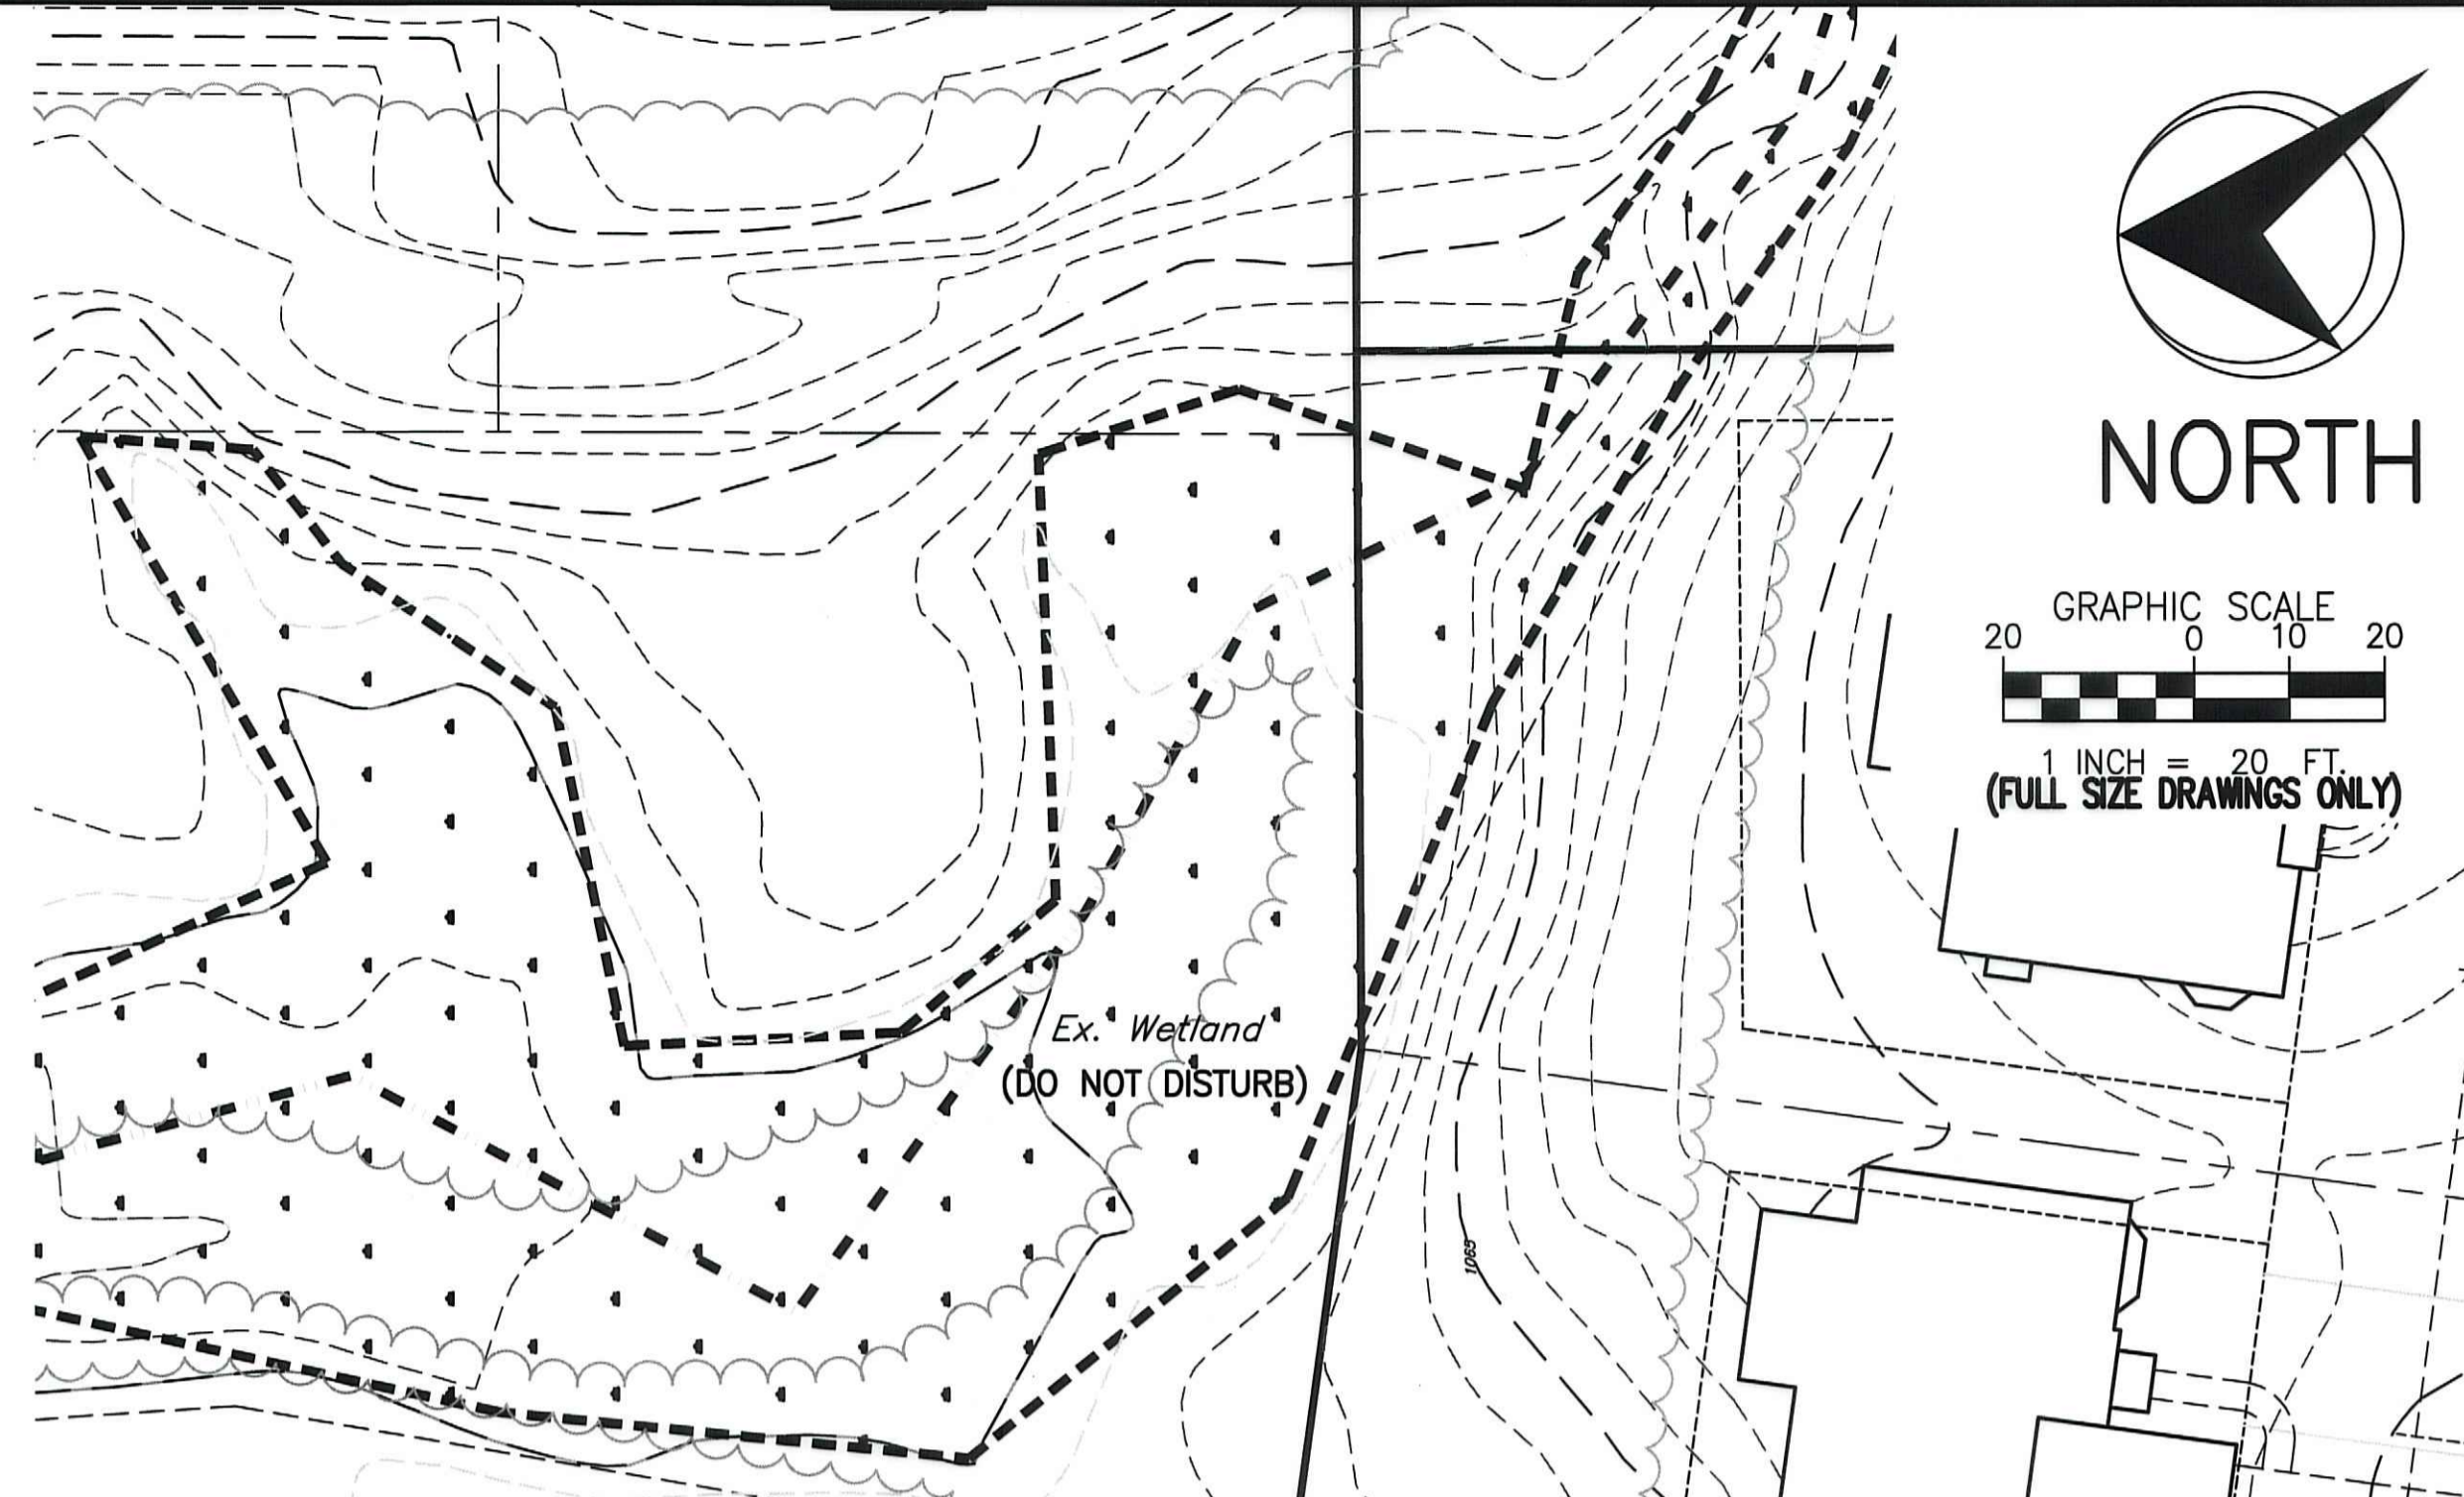 NORTH
GRAPHIC SCALE
20 0 10 20
1 INCH = 20 FT.
(FULL SIZE DRAWINGS ONLY)
Ex. Wetland
(DO NOT DISTURB)
1065